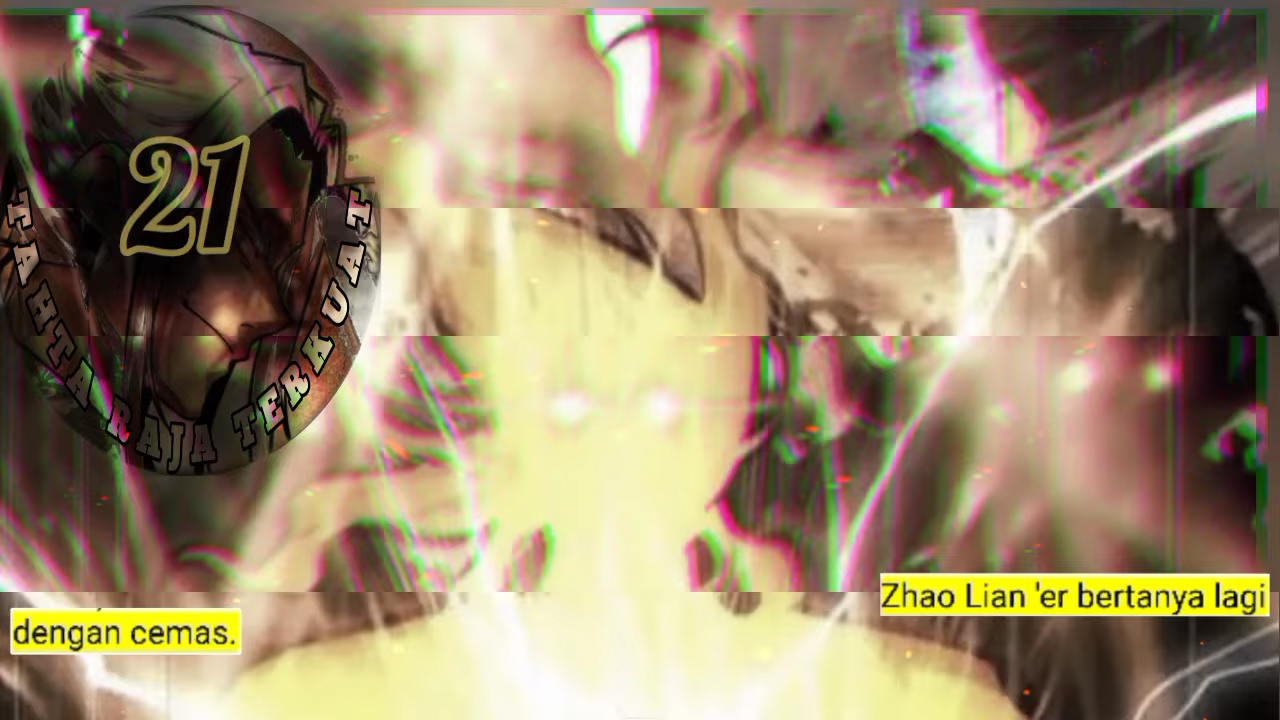 21
TAHTA RAJA TERKUAT
Zhao Lian 'er bertanya lagi
dengan cemas.